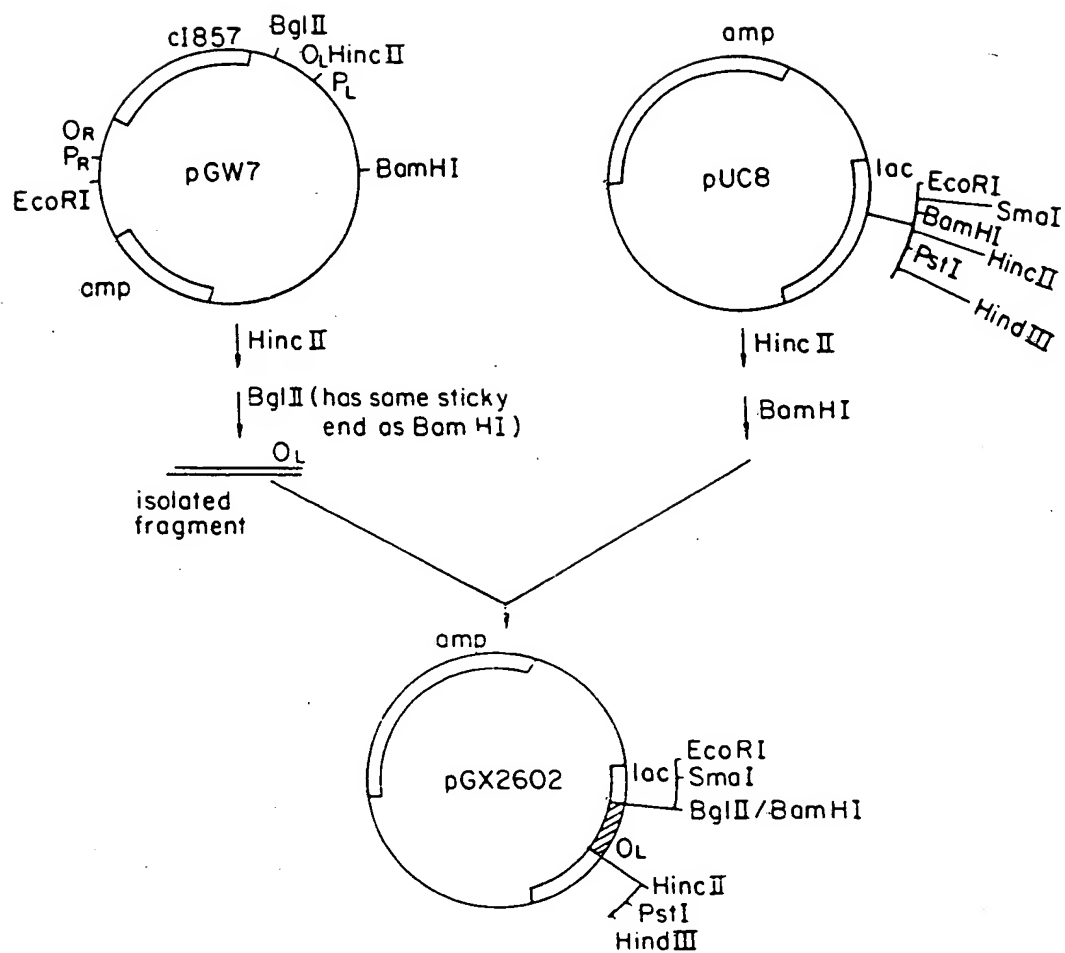 cI857
BglII
OL HincII
PL
OR
PR
EcoRI
pGW7
BamHI
amp
HincII
BglII (has same sticky
end as BamHI)
OL
isolated
fragment
amp
pUC8
lac
EcoRI
SmaI
BamHI
HincII
PstI
HindIII
HincII
BamHI
amp
pGX2602
lac
EcoRI
SmaI
BglII/BamHI
OL
HincII
PstI
HindIII